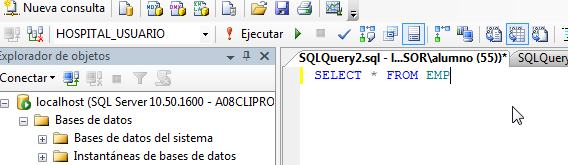 Nueva consulta
HOSPITAL_USUARIO
Ejecutar
Explorador de objetos
SQLQuery2.sql - l...SOR\alumno (55))*
SQLQuery
Conectar
SELECT * FROM EMP
localhost (SQL Server 10.50.1600 - A08CLIPRO
Bases de datos
Bases de datos del sistema
Instantáneas de bases de datos